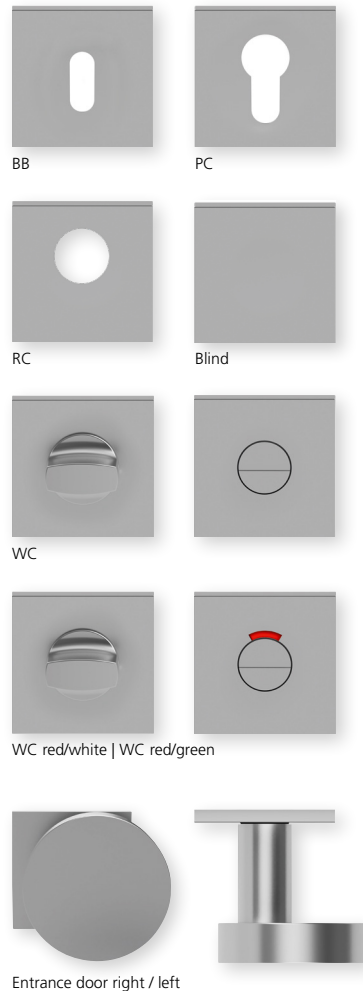 BB
PC
RC
Blind
WC
WC red/white | WC red/green
Entrance door right / left